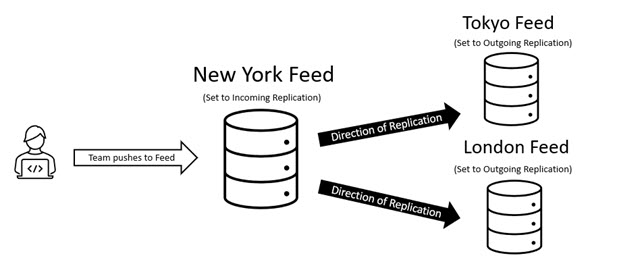 Tokyo Feed
(Set to Outgoing Replication)
New York Feed
(Set to Incoming Replication)
Direction of Replication
</>
Team pushes to Feed
London Feed
(Set to Outgoing Replication)
Direction of Replication